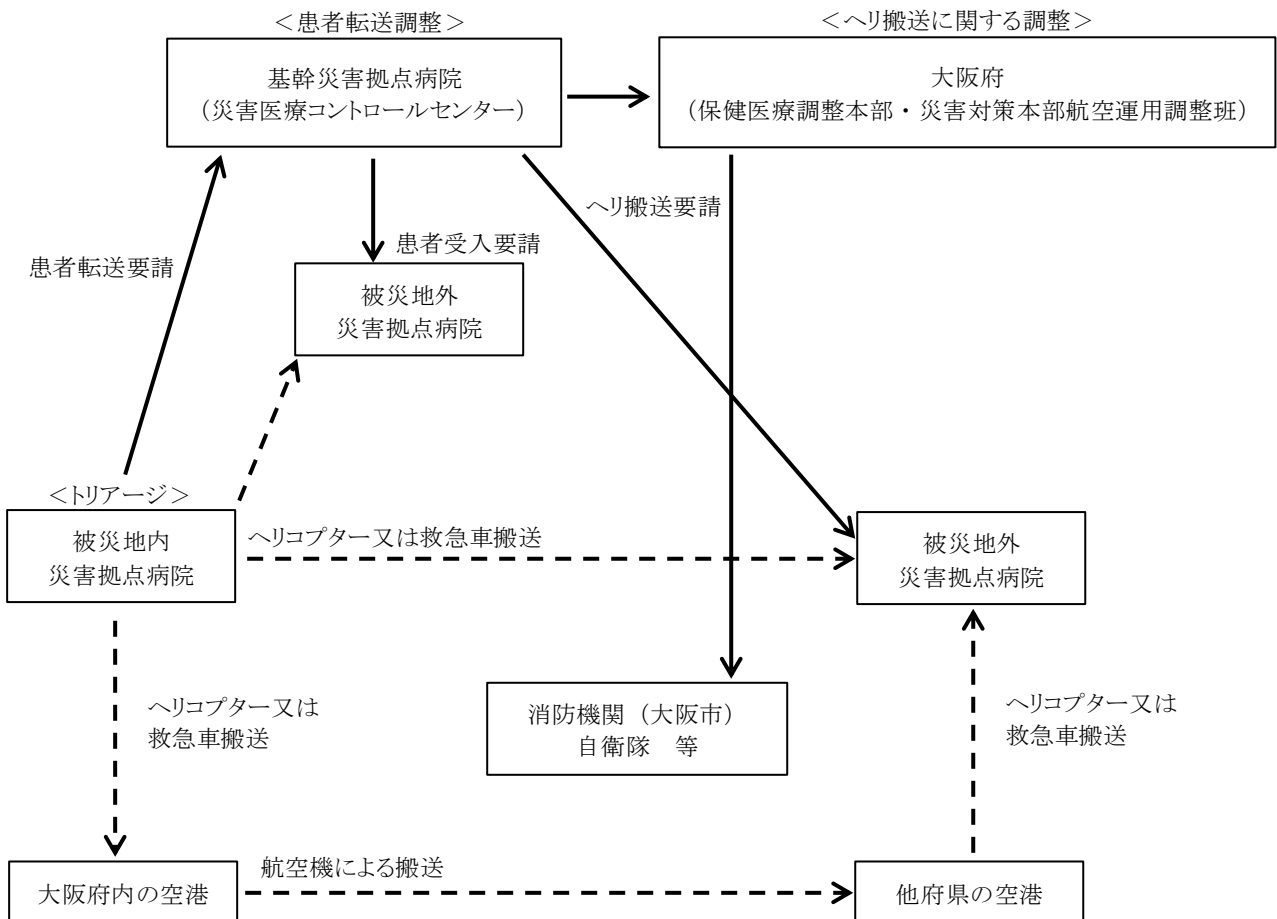 ＜患者転送調整＞
＜ヘリ搬送に関する調整＞
基幹災害拠点病院
（災害医療コントロールセンター）
大阪府
（保健医療調整本部・災害対策本部航空運用調整班）
ヘリ搬送要請
患者受入要請
患者転送要請
被災地外
災害拠点病院
＜トリアージ＞
被災地内
災害拠点病院
ヘリコプター又は救急車搬送
被災地外
災害拠点病院
ヘリコプター又は
救急車搬送
消防機関（大阪市）
自衛隊　等
ヘリコプター又は
救急車搬送
大阪府内の空港
航空機による搬送
他府県の空港